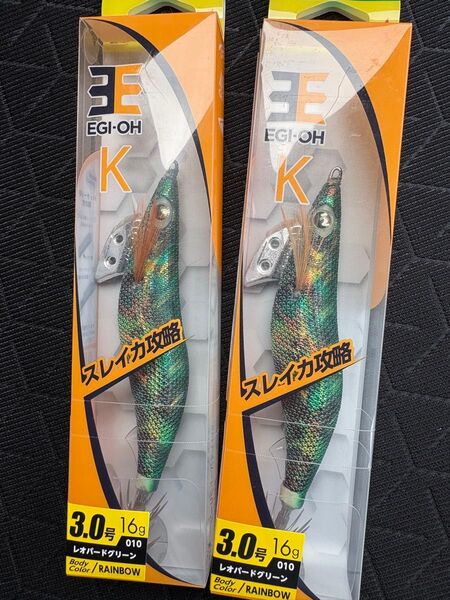 EGI-OH
K
スレイカ攻略
3.0号 16g
010
レオパードグリーン
Body Color / RAINBOW
EGI-OH
K
スレイカ攻略
3.0号 16g
010
レオパードグリーン
Body Color / RAINBOW